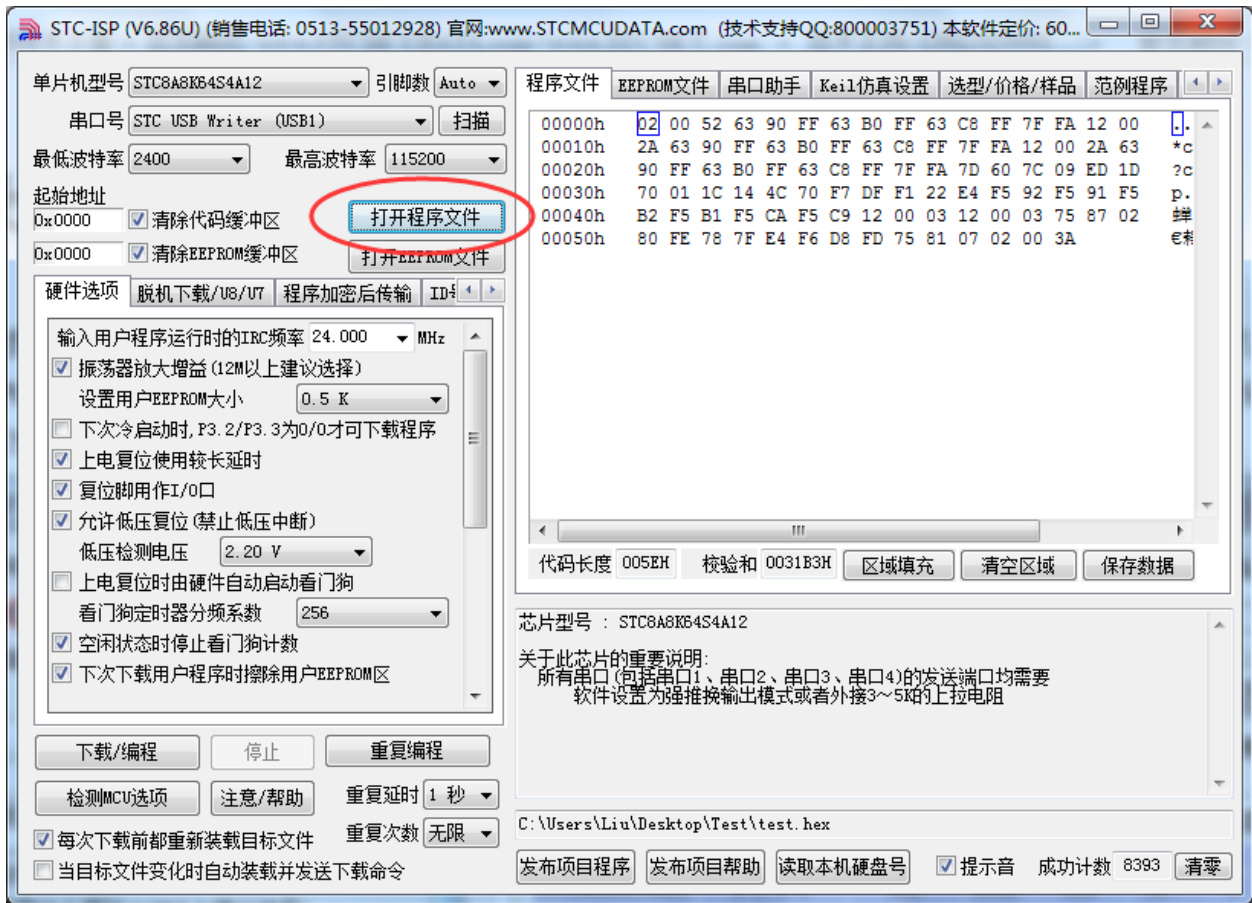 STC-ISP (V6.86U) (销售电话: 0513-55012928) 官网:www.STCMCUDATA.com (技术支持QQ:800003751) 本软件定价: 60...
单片机型号 STC8A8K64S4A12 引脚数 Auto
串口号 STC USB Writer (USB1) 扫描
最低波特率 2400 最高波特率 115200
起始地址
0x0000 清除代码缓冲区 打开程序文件
0x0000 清除EEPROM缓冲区 打开EEPROM文件
硬件选项 脱机下载/U8/U7 程序加密后传输
输入用户程序运行时的IRC频率 24.000 MHz
振荡器放大增益(12M以上建议选择)
设置用户EEPROM大小 0.5 K
下次冷启动时,P3.2/P3.3为0/0才可下载程序
上电复位使用较长延时
复位脚用作I/O口
允许低压复位(禁止低压中断)
低压检测电压 2.20 V
上电复位时由硬件自动启动看门狗
看门狗定时器分频系数 256
空闲状态时停止看门狗计数
下次下载用户程序时擦除用户EEPROM区
下载/编程 停止 重复编程
检测MCU选项 注意/帮助 重复延时 1 秒
每次下载前都重新装载目标文件 重复次数 无限
当目标文件变化时自动装载并发送下载命令
程序文件 EEPROM文件 串口助手 Keil仿真设置 选型/价格/样品 范例程序
00000h 02 00 52 63 90 FF 63 B0 FF 63 C8 FF 7F FA 12 00 ..
00010h 2A 63 90 FF 63 B0 FF 63 C8 FF 7F FA 12 00 2A 63 *c
00020h 90 FF 63 B0 FF 63 C8 FF 7F FA 7D 60 7C 09 ED 1D ?c
00030h 70 01 1C 14 4C 70 F7 DF F1 22 E4 F5 92 F5 91 F5 p.
00040h B2 F5 B1 F5 CA F5 C9 12 00 03 12 00 03 75 87 02
00050h 80 FE 78 7F E4 F6 D8 FD 75 81 07 02 00 3A
代码长度 005EH 校验和 0031B3H 区域填充 清空区域 保存数据
芯片型号 : STC8A8K64S4A12
关于此芯片的重要说明:
所有串口(包括串口1、串口2、串口3、串口4)的发送端口均需要
软件设置为强推挽输出模式或者外接3~5K的上拉电阻
C:\Users\Liu\Desktop\Test\test.hex
发布项目程序 发布项目帮助 读取本机硬盘号 提示音 成功计数 8393 清零